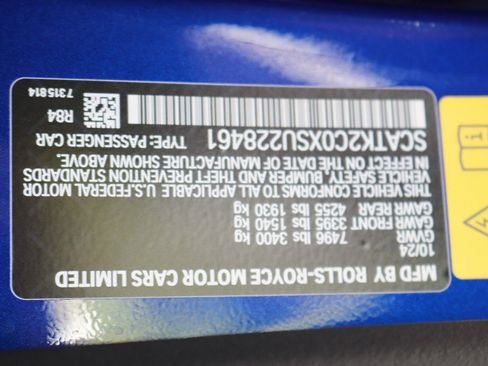 MFD BY ROLLS-ROYCE MOTOR CARS LIMITED
10/24
GVWR 7496 lbs 3400 kg
GAWR FRONT 3395 lbs 1540 kg
GAWR REAR 4255 lbs 1930 kg
THIS VEHICLE CONFORMS TO ALL APPLICABLE U.S.FEDERAL MOTOR
VEHICLE SAFETY, BUMPER AND THEFT PREVENTION STANDARDS
IN EFFECT ON THE DATE OF MANUFACTURE SHOWN ABOVE.
SCATK2C0XSU228461 TYPE: PASSENGER CAR
R84
7315814